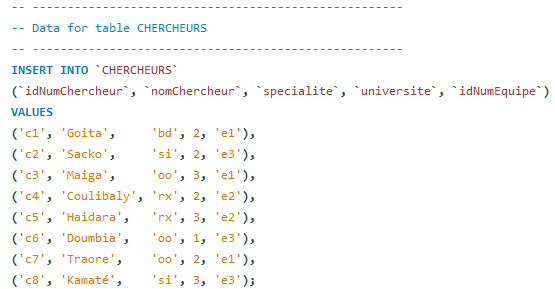 -- --------------------------------------------------
-- Data for table CHERCHEURS
-- --------------------------------------------------
INSERT INTO `CHERCHEURS`
(`idNumChercheur`, `nomChercheur`, `specialite`, `universite`, `idNumEquipe`)
VALUES
('c1', 'Goita',     'bd', 2, 'e1'),
('c2', 'Sacko',     'si', 2, 'e3'),
('c3', 'Maiga',     'oo', 3, 'e1'),
('c4', 'Coulibaly', 'rx', 2, 'e2'),
('c5', 'Haidara',   'rx', 3, 'e2'),
('c6', 'Doumbia',   'oo', 1, 'e3'),
('c7', 'Traore',    'oo', 2, 'e1'),
('c8', 'Kamaté',    'si', 3, 'e3');